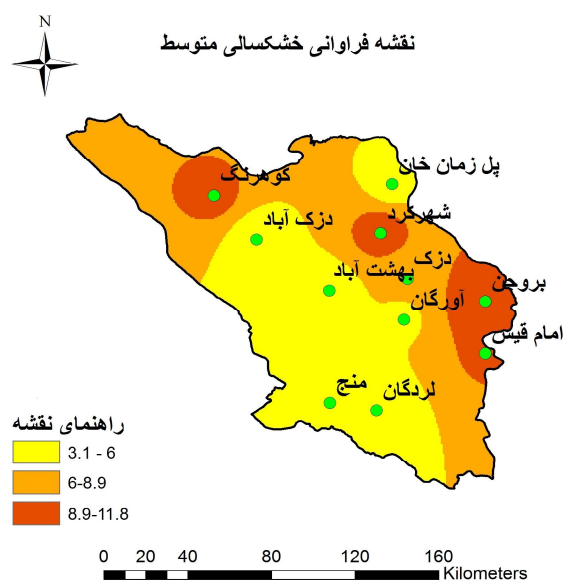 N
نقشه فراوانی خشکسالی متوسط
پل زمان خان
کوهرنگ
شهرکرد
دزک آباد
دزک
بهشت آباد
بروجن
آورگان
امام قیس
منج
لردگان
راهنمای نقشه
3.1 - 6
6-8.9
8.9-11.8
0 20 40 80 120 160
Kilometers